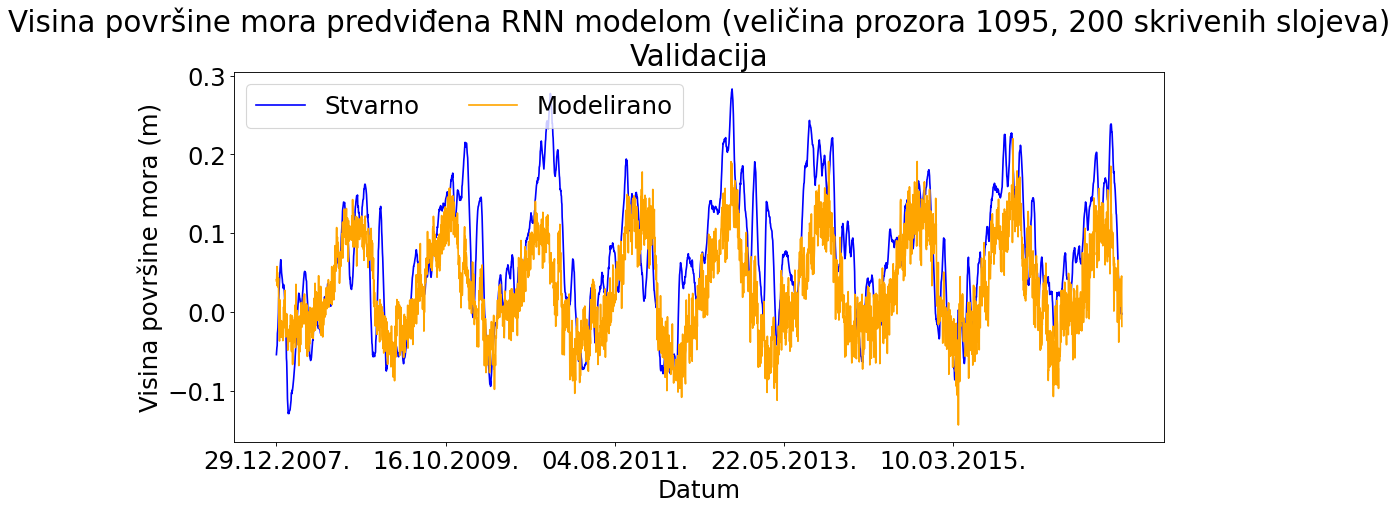 Visina površine mora predviđena RNN modelom (veličina prozora 1095, 200 skrivenih slojeva)
Validacija
Stvarno Modelirano
Visina površine mora (m)
0.3
0.2
0.1
0.0
−0.1
29.12.2007. 16.10.2009. 04.08.2011. 22.05.2013. 10.03.2015.
Datum